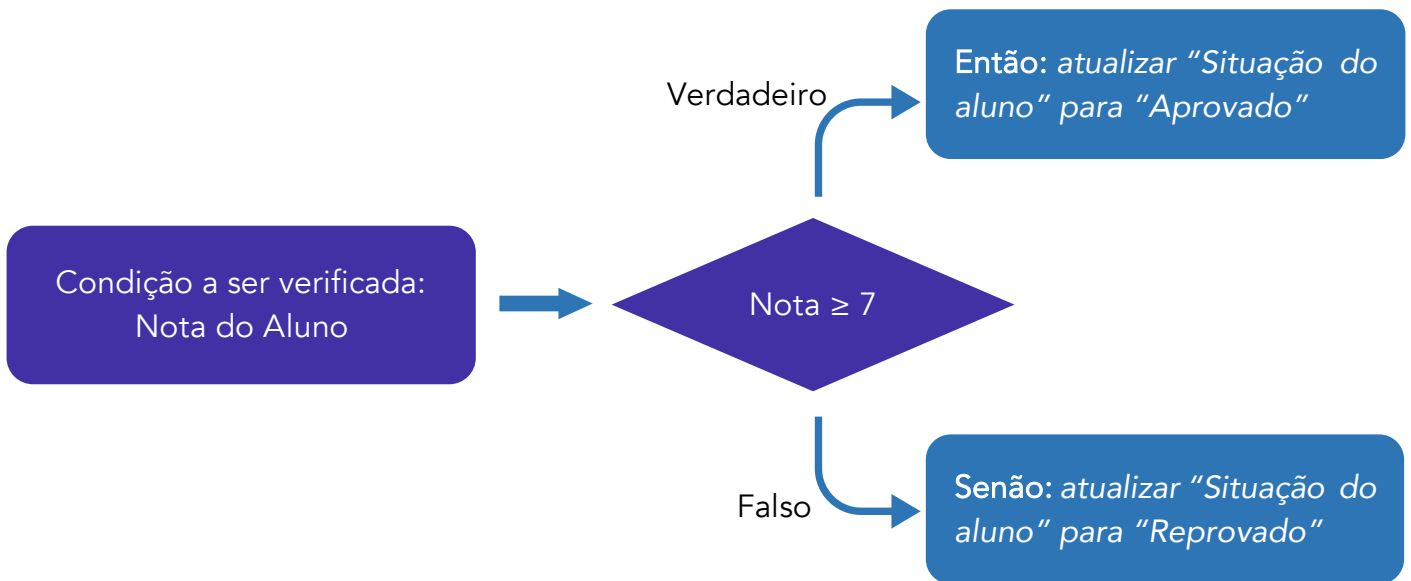 Condição a ser verificada:
Nota do Aluno
Nota ≥ 7
Verdadeiro
Então: atualizar “Situação do
aluno” para “Aprovado”
Falso
Senão: atualizar “Situação do
aluno” para “Reprovado”